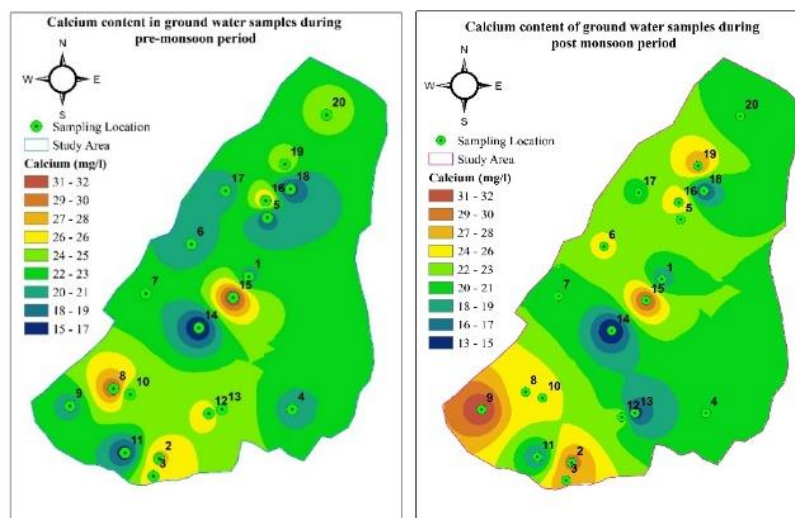 Calcium content in ground water samples during
pre-monsoon period
N
W E
S
Sampling Location
Study Area
Calcium (mg/l)
31 - 32
29 - 30
27 - 28
26 - 26
24 - 25
22 - 23
20 - 21
18 - 19
15 - 17
20
19
18
17
16
5
6
1
7
15
14
8
10
9
12 13
4
11
2
3
Calcium content of ground water samples during
post monsoon period
N
W E
S
Sampling Location
Study Area
Calcium (mg/l)
31 - 32
29 - 30
27 - 28
24 - 26
22 - 23
20 - 21
18 - 19
16 - 17
13 - 15
20
19
18
17
16
5
6
1
7
15
14
8
10
9
12 13
4
11
2
3